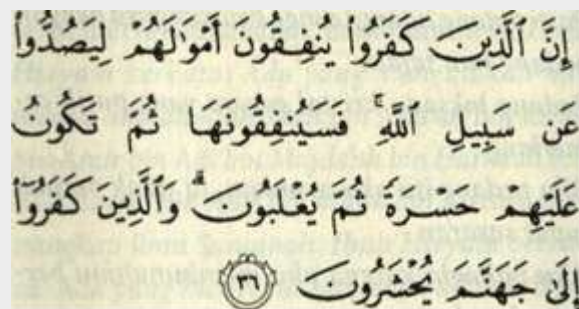 إِنَّ ٱلَّذِينَ كَفَرُوا۟ يُنفِقُونَ أَمْوَٰلَهُمْ لِيَصُدُّوا۟
عَن سَبِيلِ ٱللَّهِ ۚ فَسَيُنفِقُونَهَا ثُمَّ تَكُونُ
عَلَيْهِمْ حَسْرَةً ثُمَّ يُغْلَبُونَ ۗ وَٱلَّذِينَ كَفَرُوٓا۟
إِلَىٰ جَهَنَّمَ يُحْشَرُونَ ٣٦